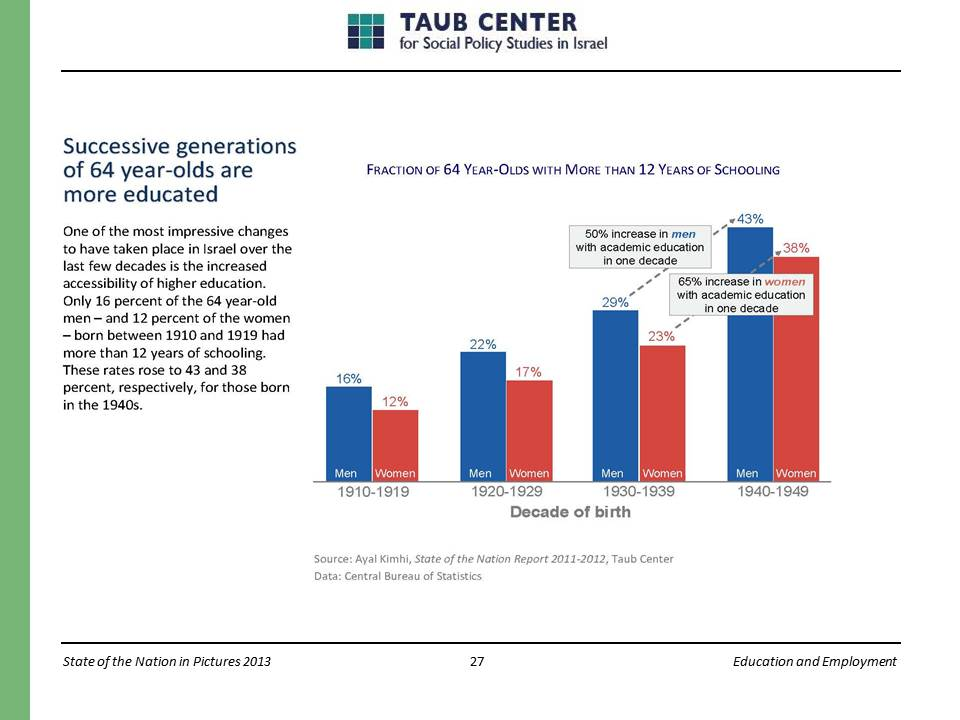 TAUB CENTER
for Social Policy Studies in Israel
Successive generations
of 64 year-olds are
more educated
One of the most impressive changes
to have taken place in Israel over the
last few decades is the increased
accessibility of higher education.
Only 16 percent of the 64 year-old
men – and 12 percent of the women
– born between 1910 and 1919 had
more than 12 years of schooling.
These rates rose to 43 and 38
percent, respectively, for those born
in the 1940s.
FRACTION OF 64 YEAR-OLDS WITH MORE THAN 12 YEARS OF SCHOOLING
43%
50% increase in men
with academic education
in one decade
38%
65% increase in women
with academic education
in one decade
29%
23%
22%
17%
16%
12%
Men Women Men Women Men Women Men Women
1910-1919 1920-1929 1930-1939 1940-1949
Decade of birth
Source: Ayal Kimhi, State of the Nation Report 2011-2012, Taub Center
Data: Central Bureau of Statistics
State of the Nation in Pictures 2013 27 Education and Employment